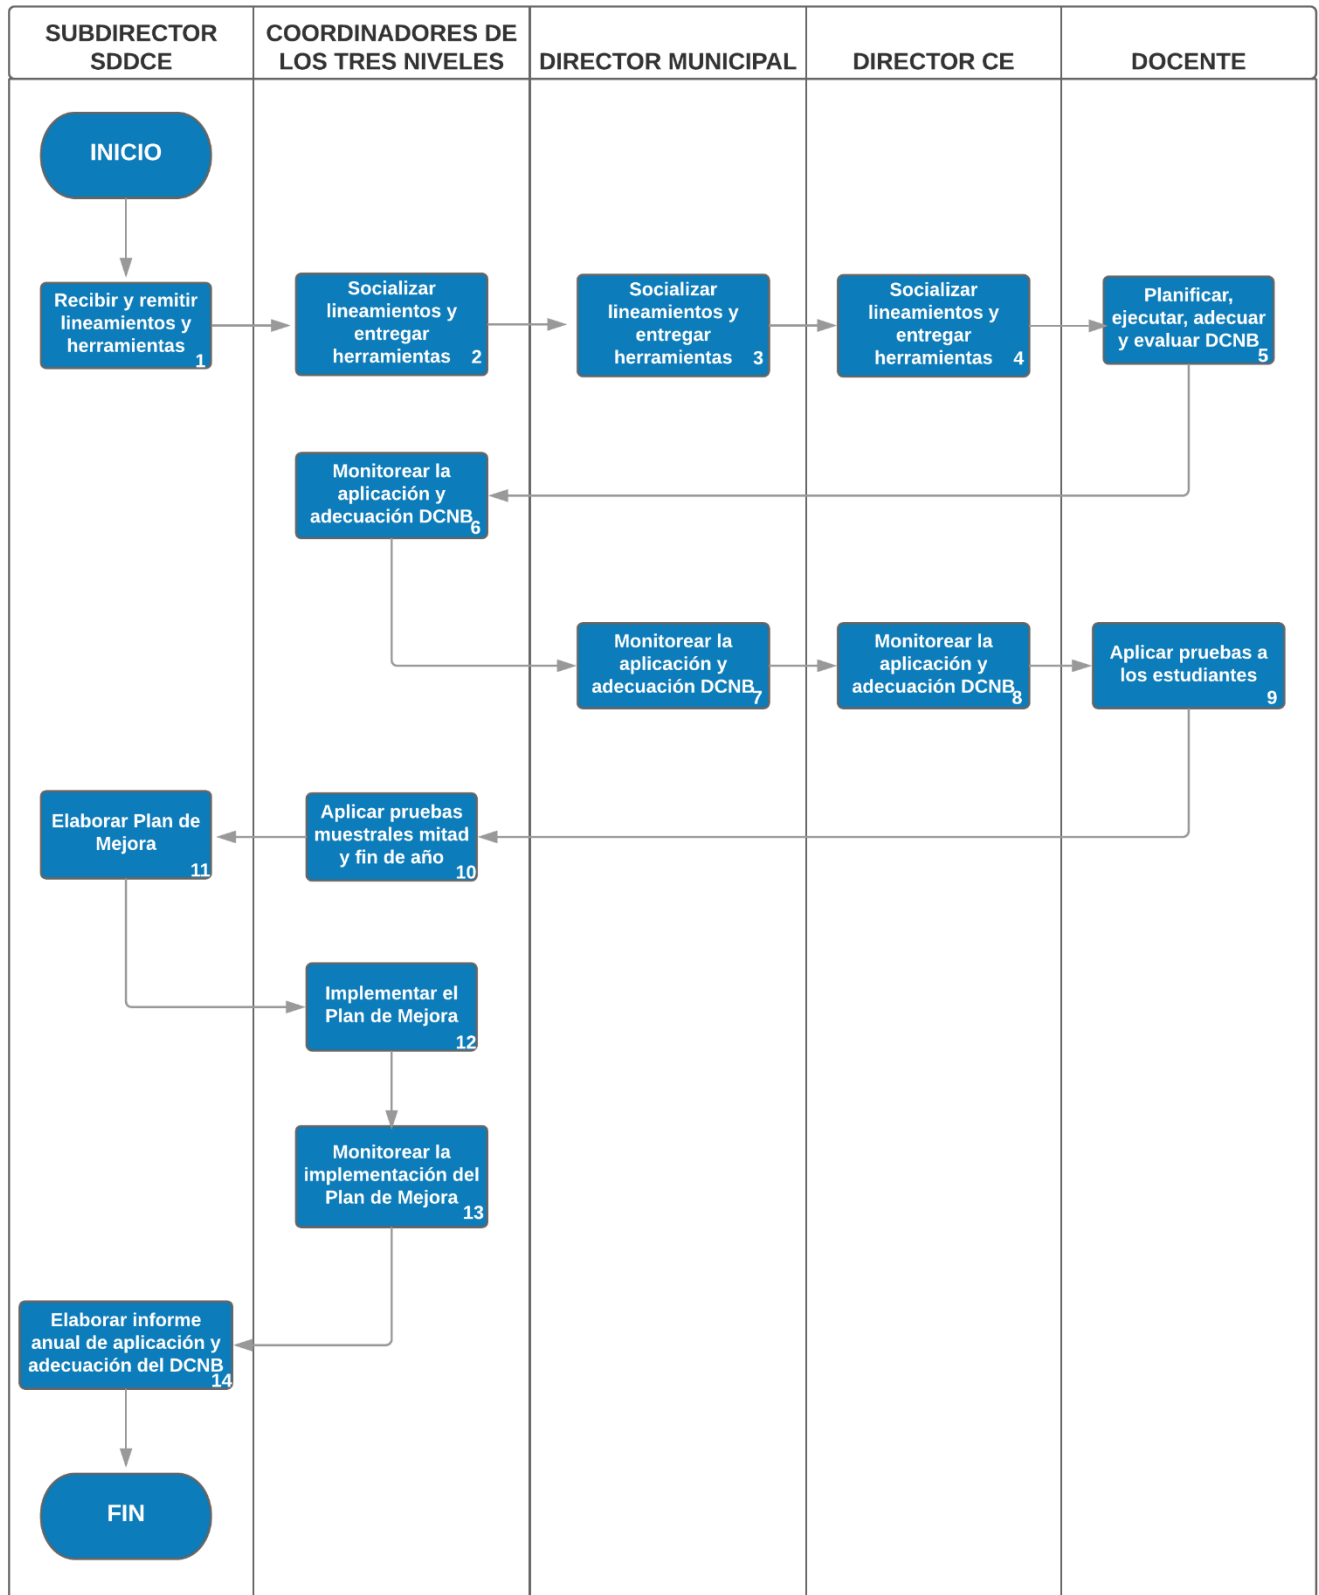 SUBDIRECTOR
SDDCE
COORDINADORES DE
LOS TRES NIVELES
DIRECTOR MUNICIPAL
DIRECTOR CE
DOCENTE
INICIO
Recibir y remitir
lineamientos y
herramientas
1
Socializar
lineamientos y
entregar
herramientas
2
Socializar
lineamientos y
entregar
herramientas
3
Socializar
lineamientos y
entregar
herramientas
4
Planificar,
ejecutar, adecuar
y evaluar DCNB
5
Monitorear la
aplicación y
adecuación DCNB
6
Monitorear la
aplicación y
adecuación DCNB
7
Monitorear la
aplicación y
adecuación DCNB
8
Aplicar pruebas a
los estudiantes
9
Aplicar pruebas
muestrales mitad
y fin de año
10
Elaborar Plan de
Mejora
11
Implementar el
Plan de Mejora
12
Monitorear la
implementación del
Plan de Mejora
13
Elaborar informe
anual de aplicación y
adecuación del DCNB
14
FIN